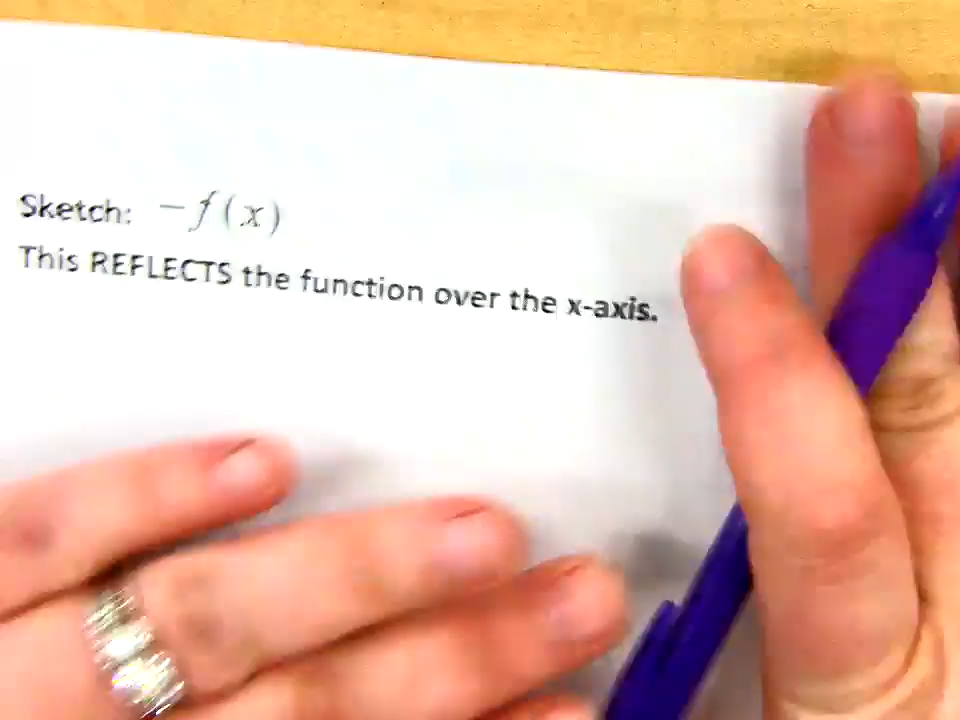 Sketch: −f(x)
This REFLECTS the function over the x-axis.